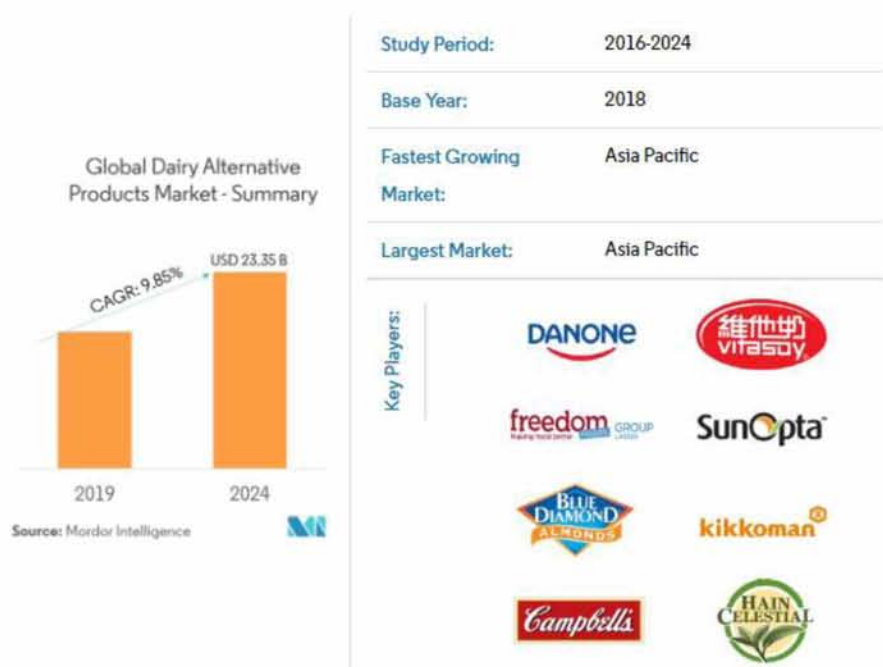 Global Dairy Alternative
Products Market - Summary
CAGR: 9.85%
USD 23.35 B
2019
2024
Source: Mordor Intelligence
Study Period:
2016-2024
Base Year:
2018
Fastest Growing
Market:
Asia Pacific
Largest Market:
Asia Pacific
Key Players:
DANONE
維他奶
VITASOY
freedom
GROUP
SunOpta
BLUE
DIAMOND
ALMONDS
kikkoman
Campbell's
HAIN
CELESTIAL